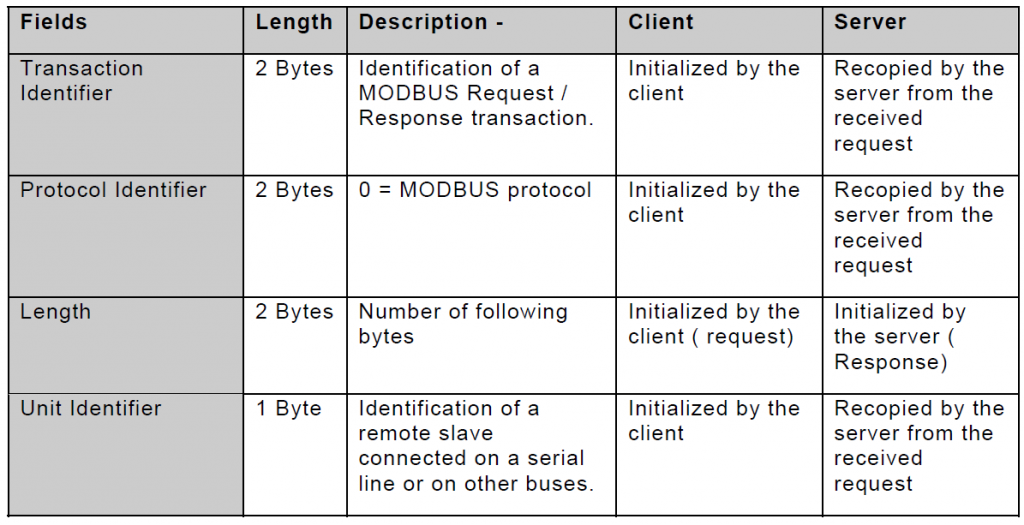 Fields Length Description - Client Server
Transaction 2 Bytes Identification of a Initialized by the Recopied by the
Identifier MODBUS Request / client server from the
Response transaction. received
request
Protocol Identifier 2 Bytes 0 = MODBUS protocol Initialized by the Recopied by the
client server from the
received
request
Length 2 Bytes Number of following Initialized by the Initialized by
bytes client ( request) the server (
Response)
Unit Identifier 1 Byte Identification of a Initialized by the Recopied by the
remote slave client server from the
connected on a serial received
line or on other buses. request